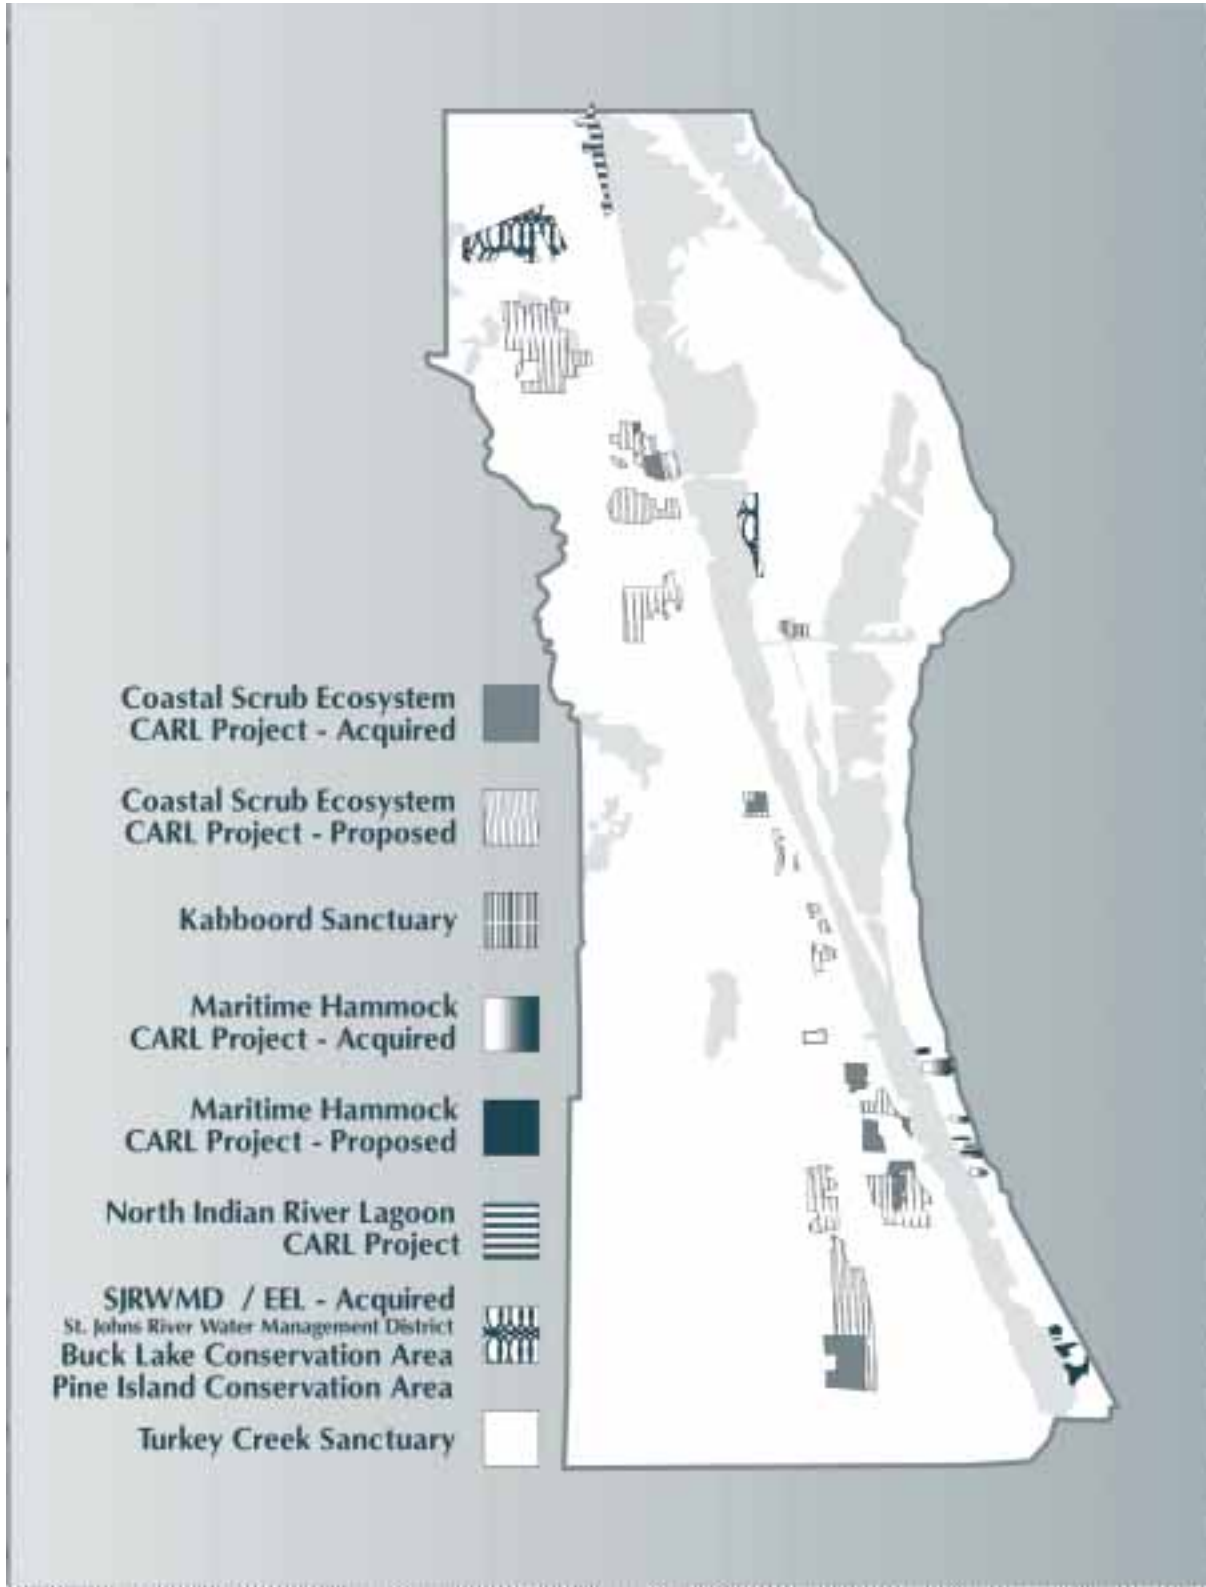 Coastal Scrub Ecosystem
CARL Project - Acquired
Coastal Scrub Ecosystem
CARL Project - Proposed
Kabboord Sanctuary
Maritime Hammock
CARL Project - Acquired
Maritime Hammock
CARL Project - Proposed
North Indian River Lagoon
CARL Project
SJRWMD / EEL - Acquired
St. Johns River Water Management District
Buck Lake Conservation Area
Pine Island Conservation Area
Turkey Creek Sanctuary